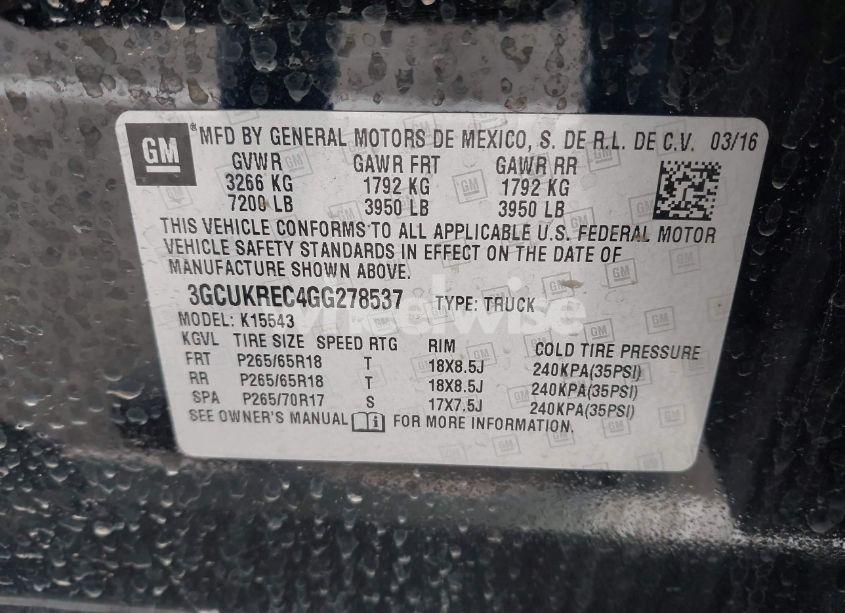 GM ® MFD BY GENERAL MOTORS DE MEXICO, S. DE R.L. DE C.V. 03/16
GVWR GAWR FRT GAWR RR
3266 KG 1792 KG 1792 KG
7200 LB 3950 LB 3950 LB
THIS VEHICLE CONFORMS TO ALL APPLICABLE U.S. FEDERAL MOTOR
VEHICLE SAFETY STANDARDS IN EFFECT ON THE DATE OF
MANUFACTURE SHOWN ABOVE.
3GCUKREC4GG278537 TYPE: TRUCK
wheelwise
MODEL: K15543
KGVL TIRE SIZE SPEED RTG RIM COLD TIRE PRESSURE
FRT P265/65R18 T 18X8.5J 240KPA(35PSI)
RR P265/65R18 T 18X8.5J 240KPA(35PSI)
SPA P265/70R17 S 17X7.5J 240KPA(35PSI)
SEE OWNER'S MANUAL FOR MORE INFORMATION.